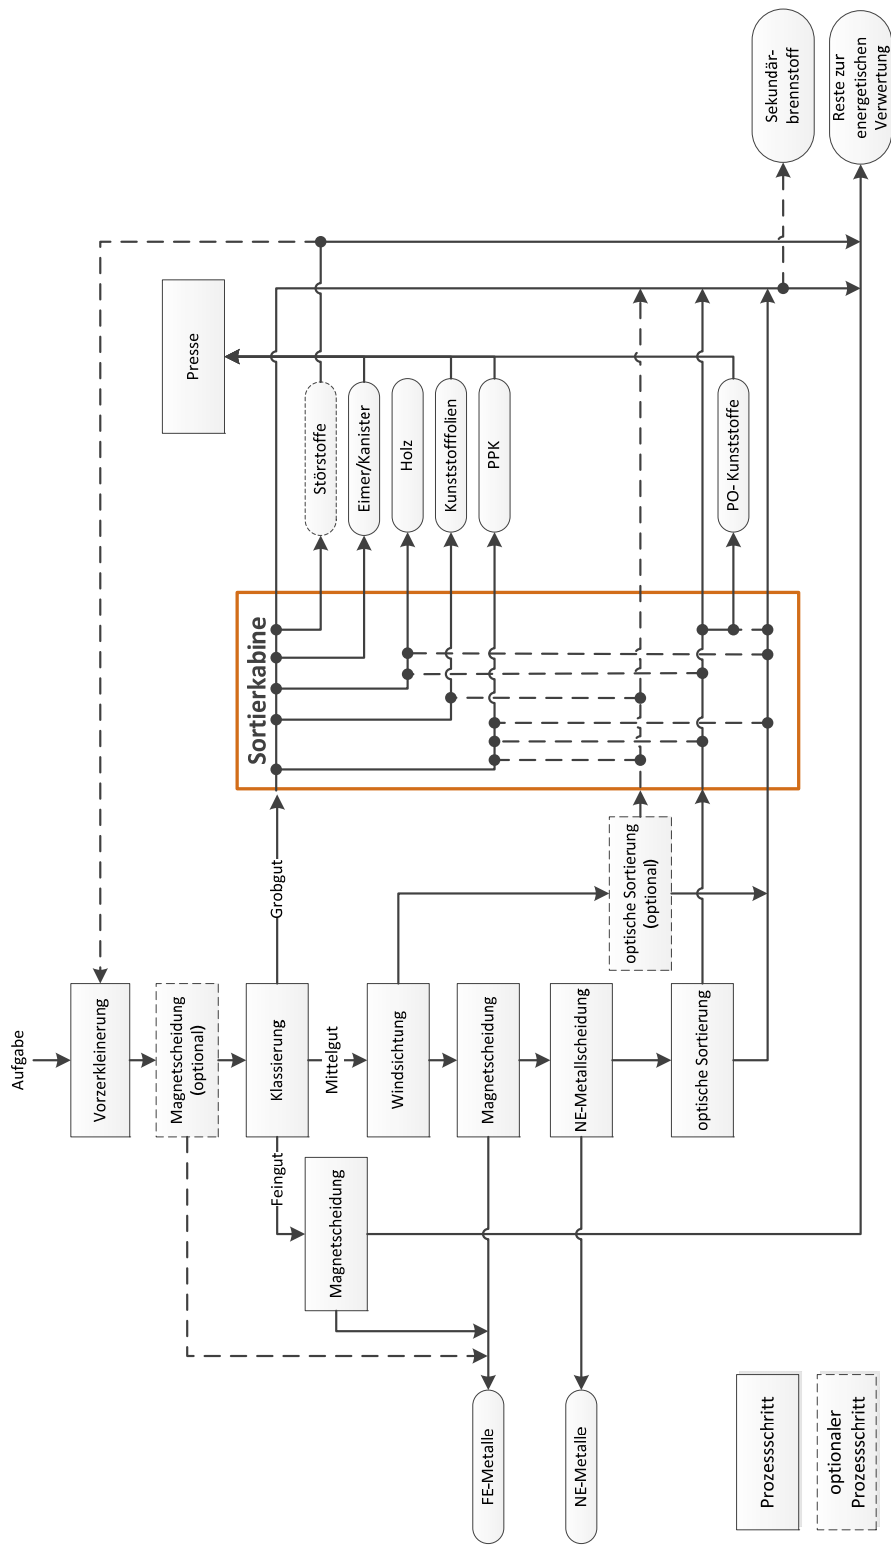 Aufgabe
Vorzerkleinerung
Magnetscheidung
(optional)
Klassierung
Feingut
Mittelgut
Grobgut
Magnetscheidung
Windsichtung
Magnetscheidung
NE-Metallscheidung
optische Sortierung
optische Sortierung
(optional)
Sortierkabine
Störstoffe
Eimer/Kanister
Holz
Kunststofffolien
PPK
PO- Kunststoffe
Presse
Sekundär-
brennstoff
Reste zur
energetischen
Verwertung
FE-Metalle
NE-Metalle
Prozessschritt
optionaler
Prozessschritt